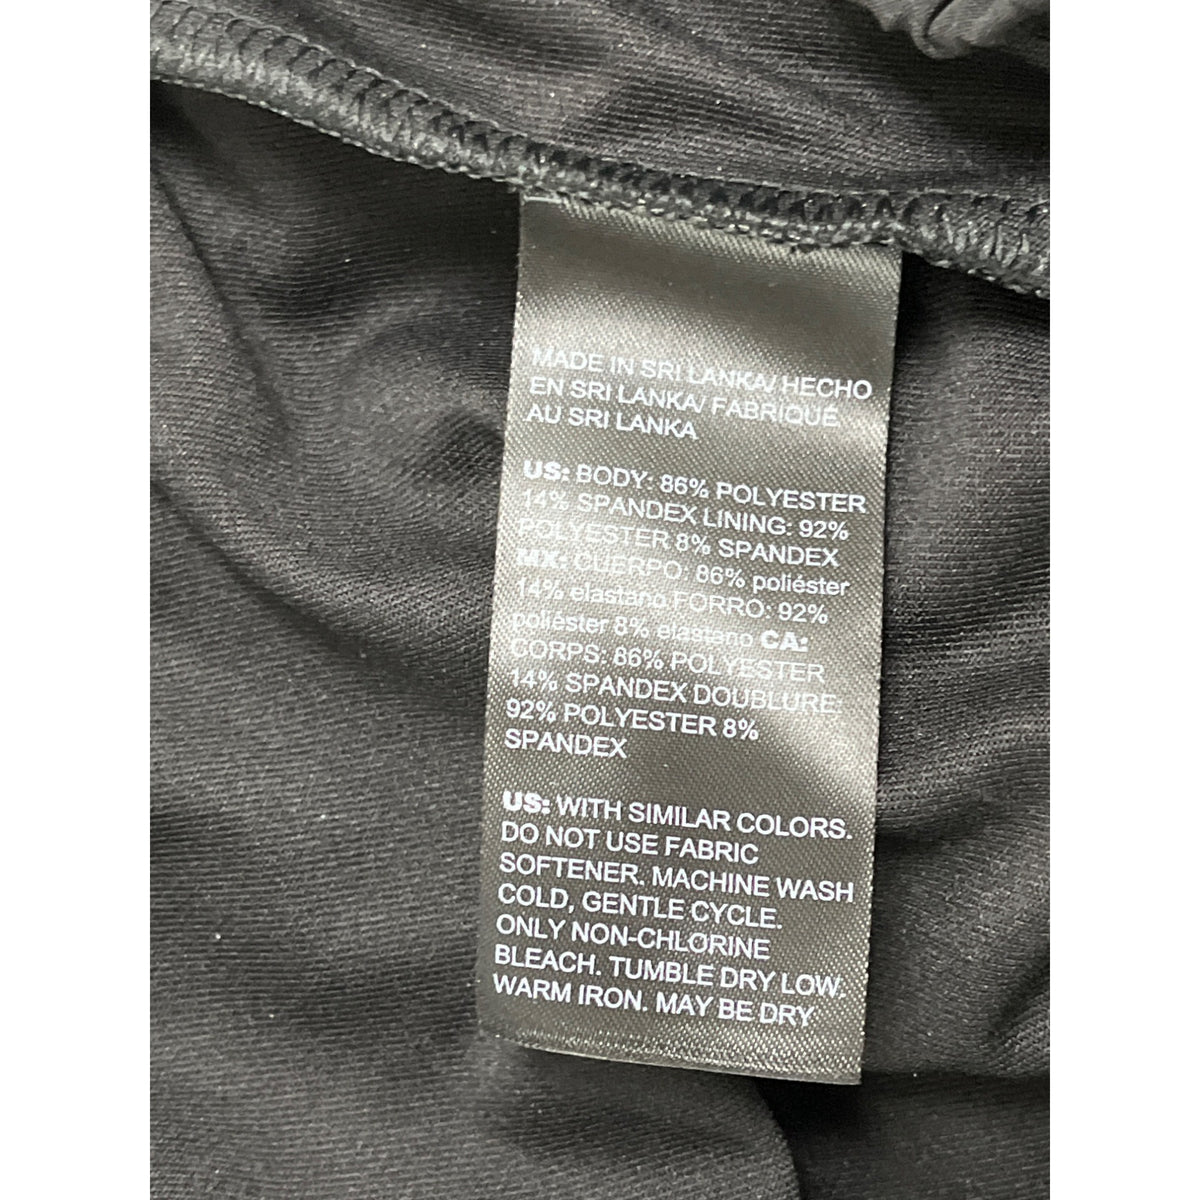 MADE IN SRI LANKA/ HECHO
EN SRI LANKA/ FABRIQUÉ
AU SRI LANKA
US: BODY: 86% POLYESTER
14% SPANDEX LINING: 92%
POLYESTER 8% SPANDEX
MX: CUERPO: 86% poliéster
14% elastano FORRO: 92%
poliéster 8% elastano CA:
CORPS: 86% POLYESTER
14% SPANDEX DOUBLURE:
92% POLYESTER 8%
SPANDEX
US: WITH SIMILAR COLORS.
DO NOT USE FABRIC
SOFTENER. MACHINE WASH
COLD, GENTLE CYCLE.
ONLY NON-CHLORINE
BLEACH. TUMBLE DRY LOW.
WARM IRON. MAY BE DRY